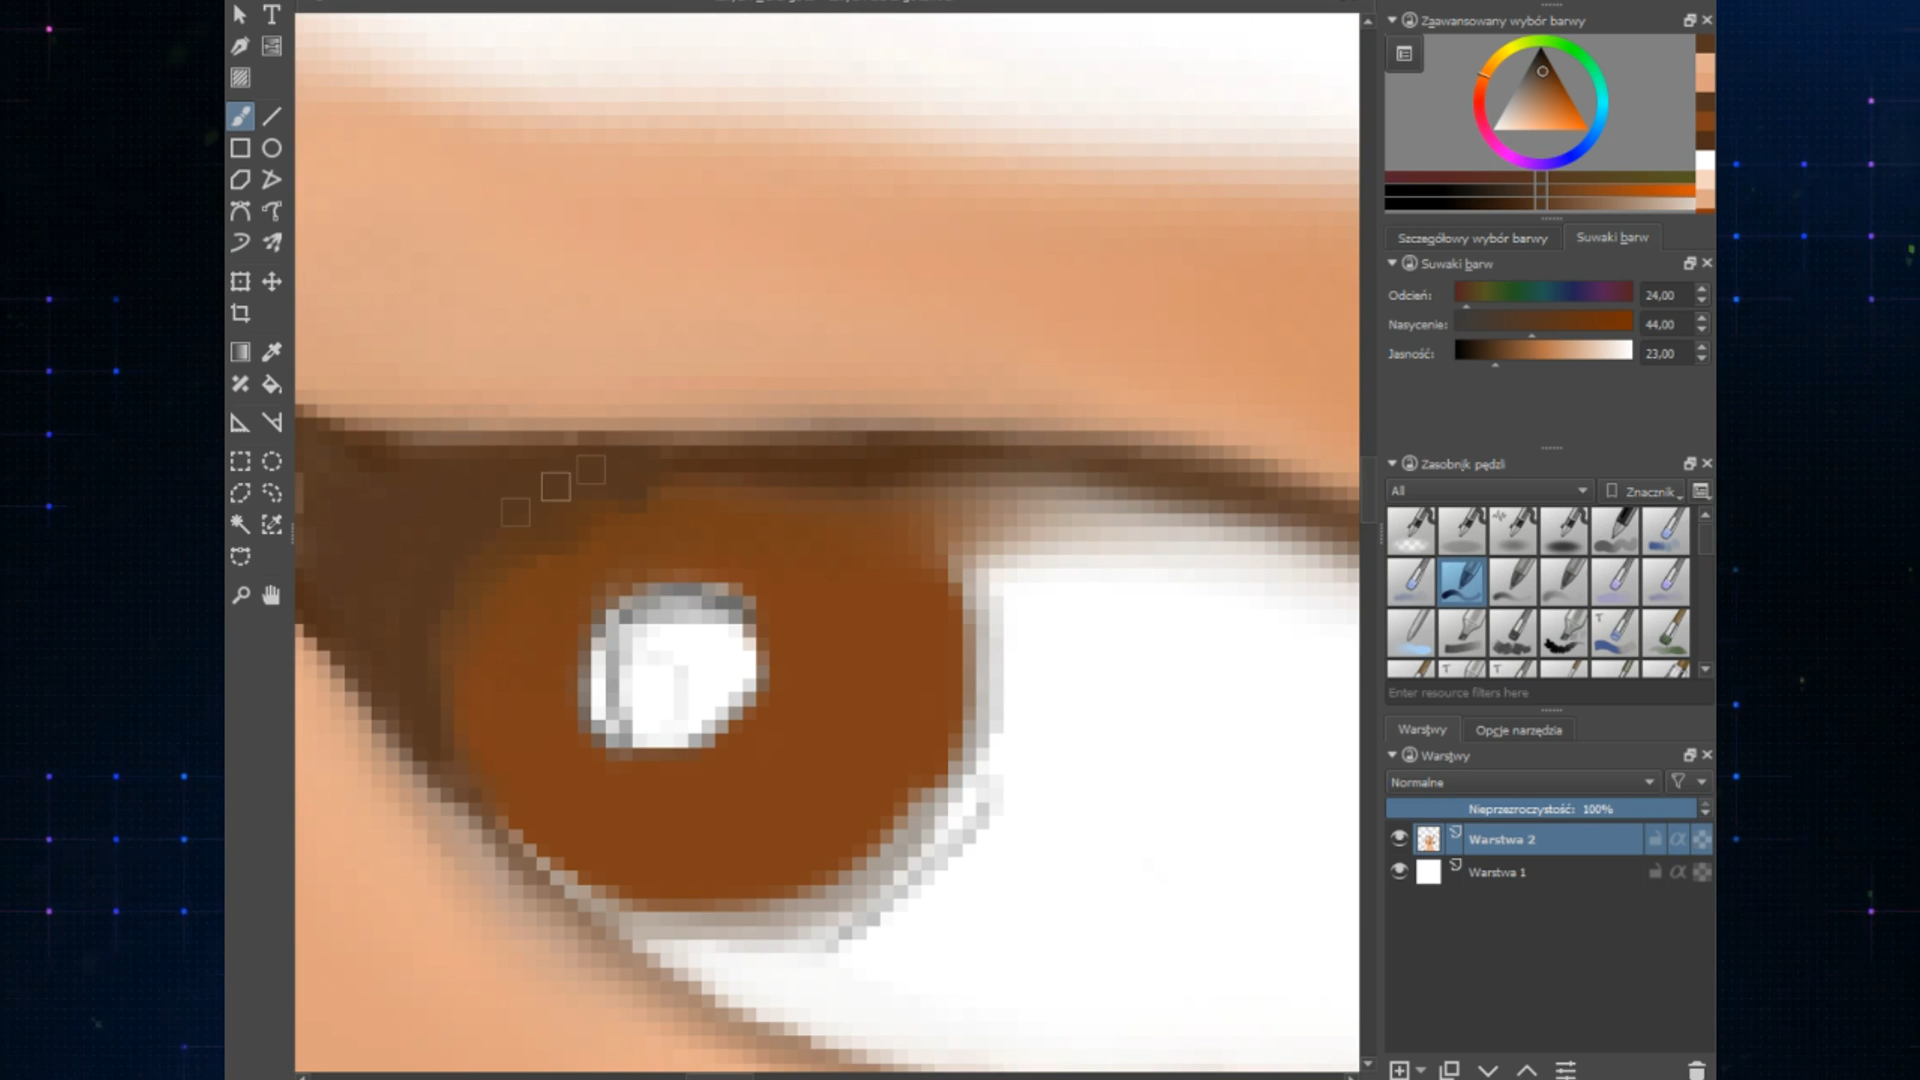 Zaawansowany wybór barwy
Szczegółowy wybór barwy
Suwaki barw
Suwaki barw
Odcień: 24,00
Nasycenie: 44,00
Jasność: 23,00
Zasobnik pędzli
All
Znacznik
Enter resource filters here
Warstwy
Opcje narzędzia
Warstwy
Normalne
Nieprzezroczystość: 100%
Warstwa 2
Warstwa 1